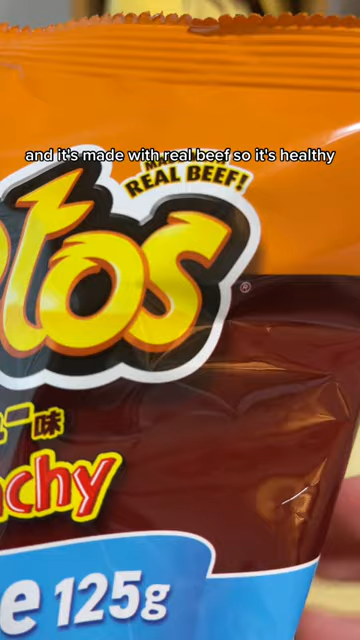 and it's made with real beef so it's healthy
REAL BEEF!
tos
®
味
chy
e 125g